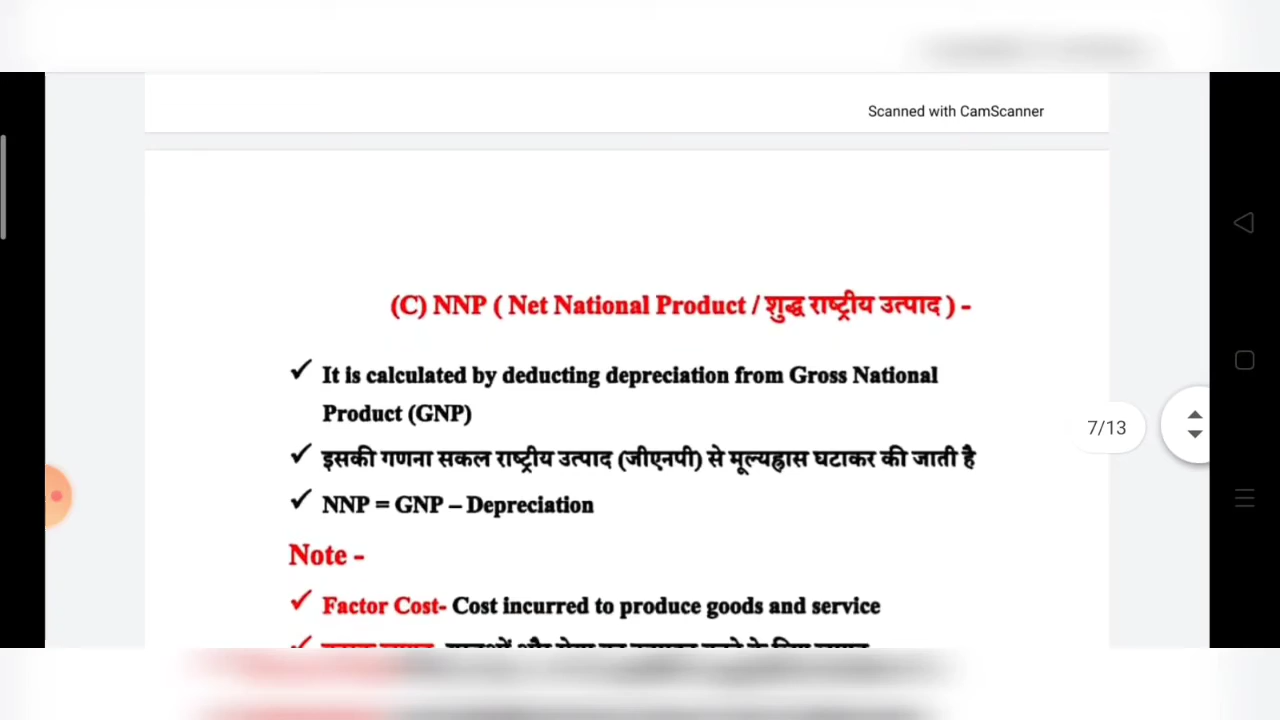 Scanned with CamScanner
(C) NNP ( Net National Product / शुद्ध राष्ट्रीय उत्पाद ) -
✓ It is calculated by deducting depreciation from Gross National
Product (GNP)
✓ इसकी गणना सकल राष्ट्रीय उत्पाद (जीएनपी) से मूल्यह्रास घटाकर की जाती है
7/13
✓ NNP = GNP – Depreciation
Note -
✓ Factor Cost- Cost incurred to produce goods and service